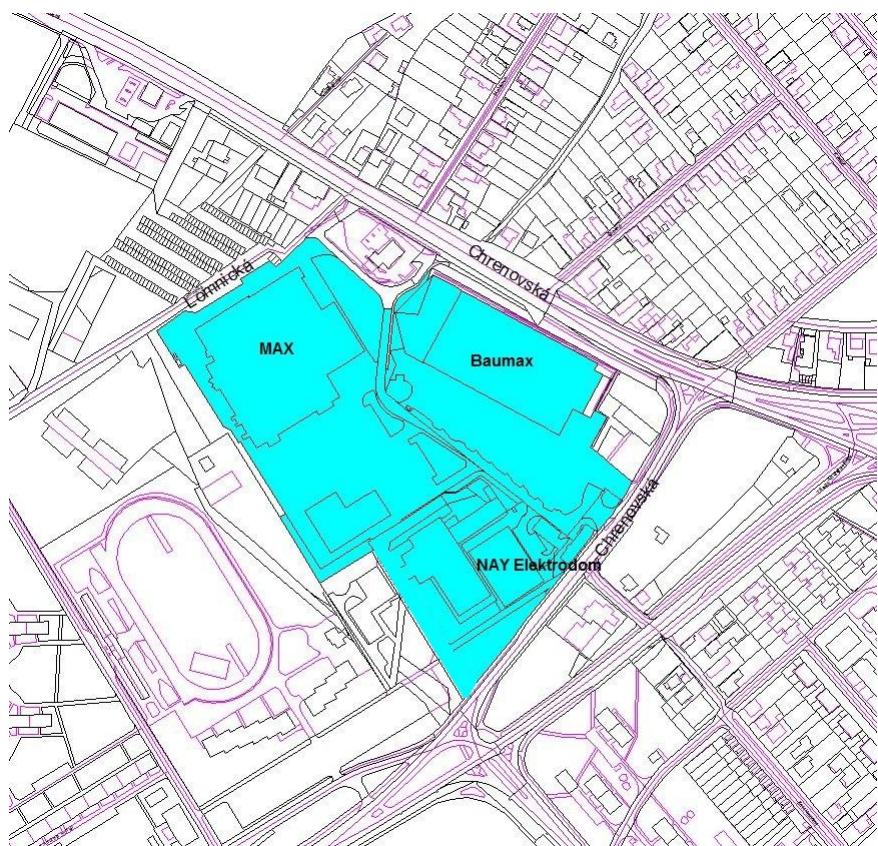 Chrenovská
Lomnická
MAX
Baumax
Chrenovská
NAY Elektrodom